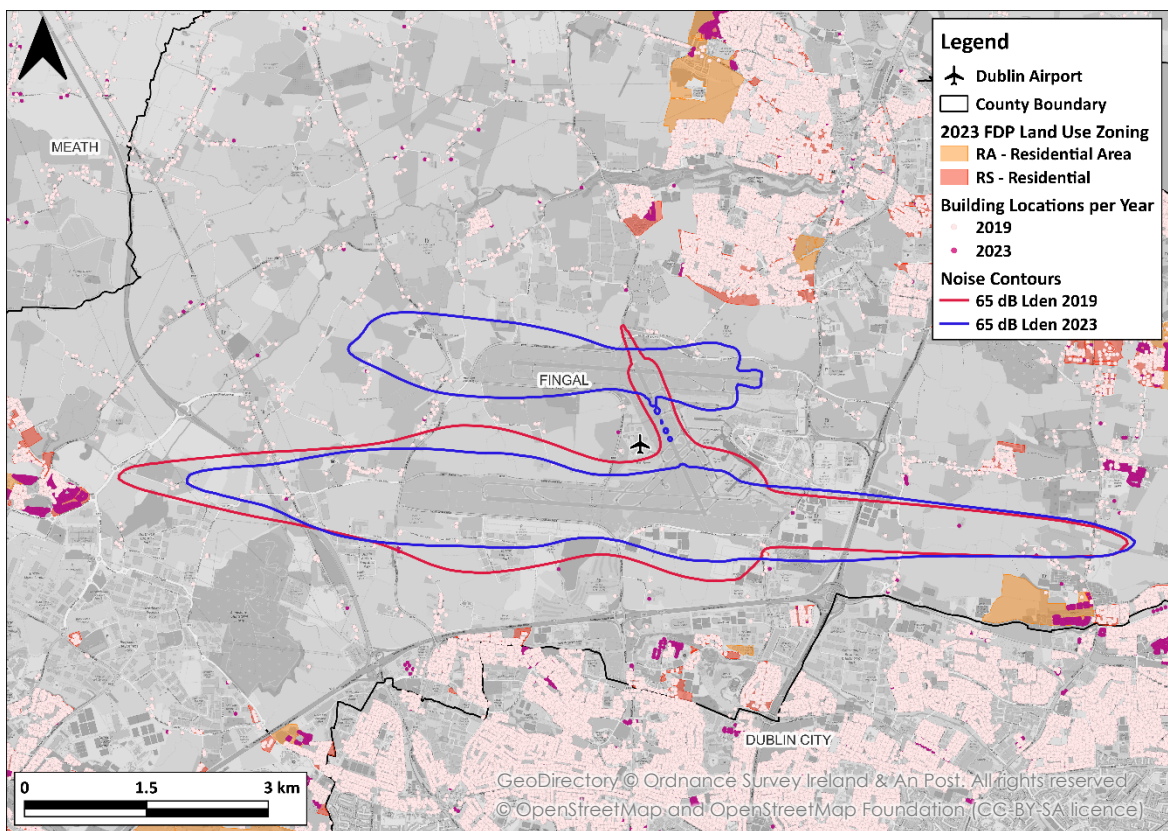 Legend
Dublin Airport
County Boundary
2023 FDP Land Use Zoning
RA - Residential Area
RS - Residential
Building Locations per Year
2019
2023
Noise Contours
65 dB Lden 2019
65 dB Lden 2023
MEATH
FINGAL
DUBLIN CITY
0 1.5 3 km
GeoDirectory © Ordnance Survey Ireland & An Post. All rights reserved
© OpenStreetMap and OpenStreetMap Foundation (CC-BY-SA licence)